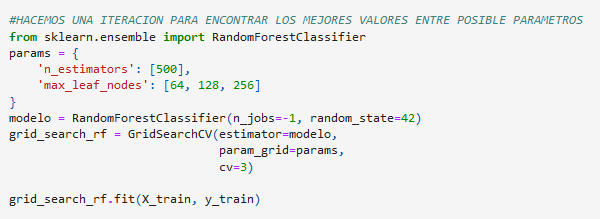 #HACEMOS UNA ITERACION PARA ENCONTRAR LOS MEJORES VALORES ENTRE POSIBLE PARAMETROS
from sklearn.ensemble import RandomForestClassifier
params = {
    'n_estimators': [500],
    'max_leaf_nodes': [64, 128, 256]
}
modelo = RandomForestClassifier(n_jobs=-1, random_state=42)
grid_search_rf = GridSearchCV(estimator=modelo,
                              param_grid=params,
                              cv=3)
grid_search_rf.fit(X_train, y_train)